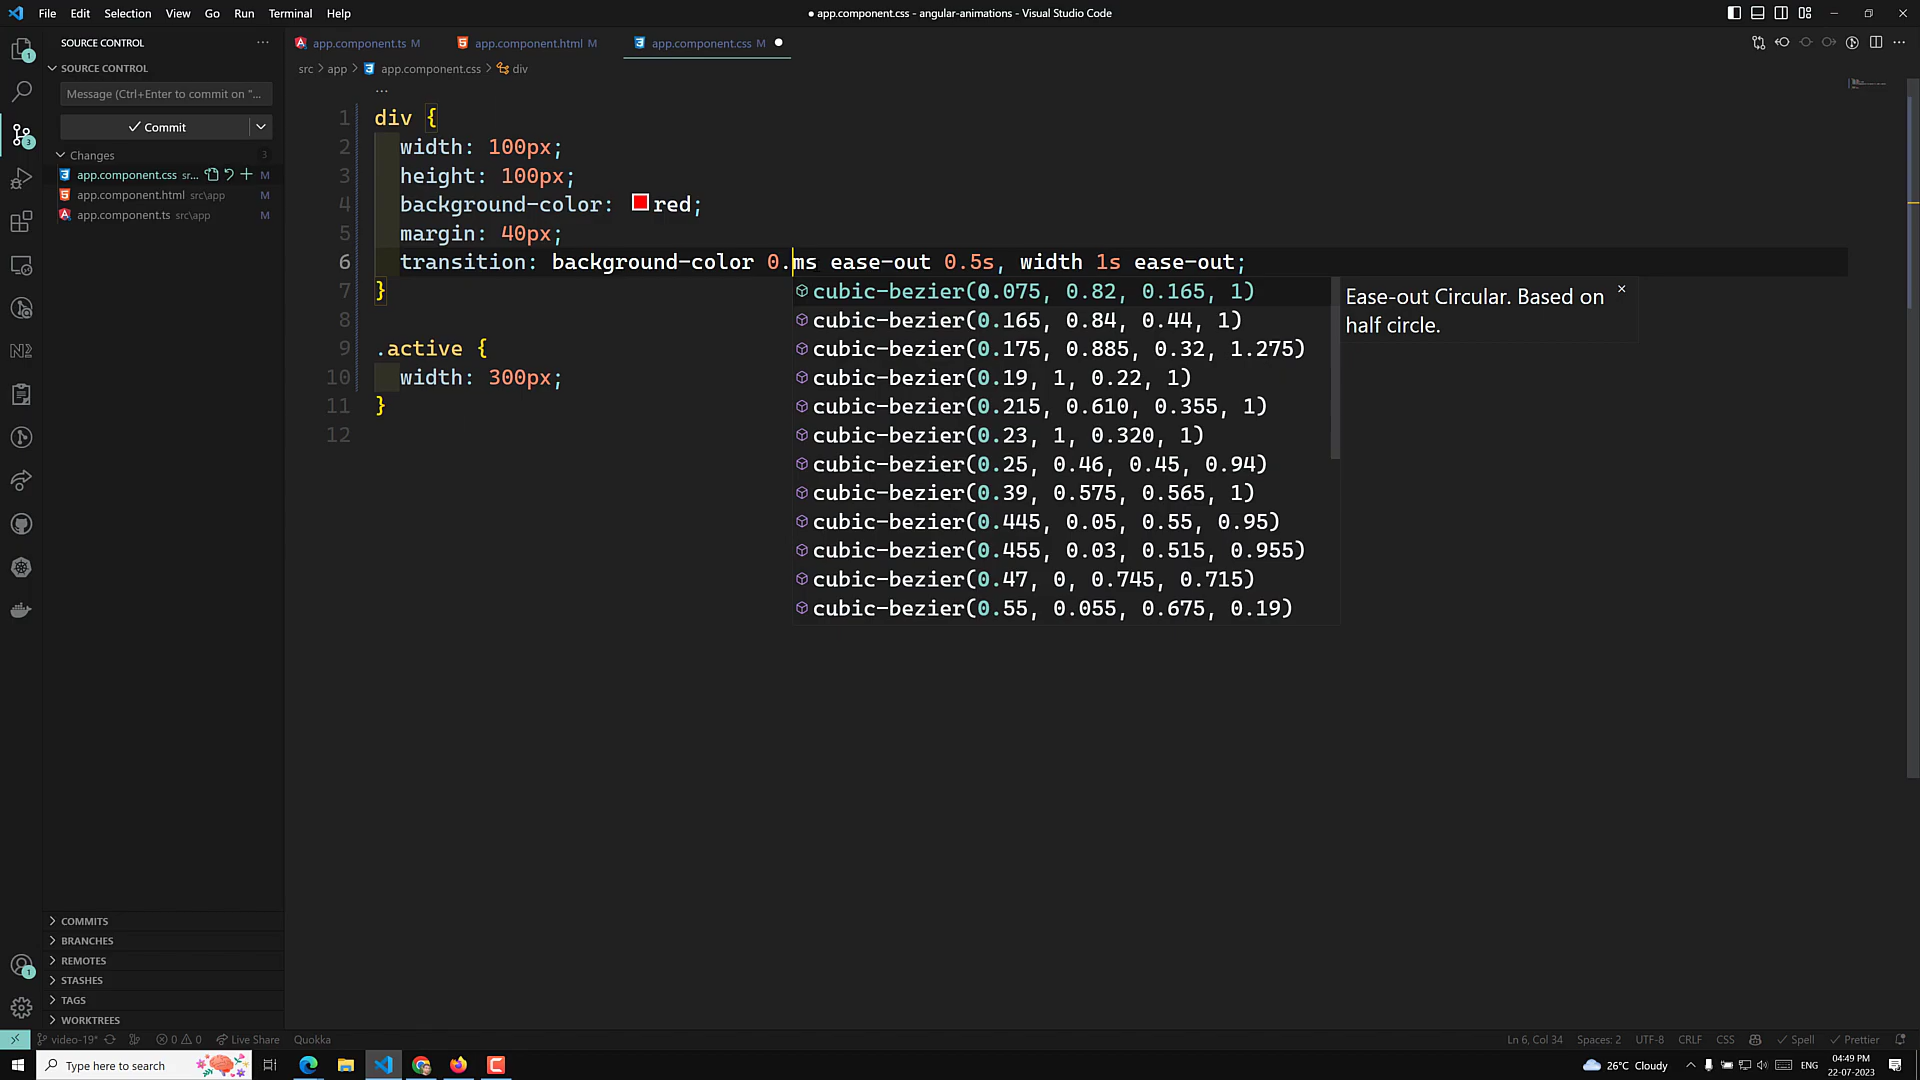 File Edit Selection View Go Run Terminal Help
● app.component.css - angular-animations - Visual Studio Code
SOURCE CONTROL
SOURCE CONTROL
Message (Ctrl+Enter to commit on "...
Commit
Changes 3
app.component.css sr... M
app.component.html src\app M
app.component.ts src\app M
COMMITS
BRANCHES
REMOTES
STASHES
TAGS
WORKTREES
app.component.ts M
app.component.html M
app.component.css M
src > app > app.component.css > div
1 div {
2 width: 100px;
3 height: 100px;
4 background-color: red;
5 margin: 40px;
6 transition: background-color 0.ms ease-out 0.5s, width 1s ease-out;
7 }
8
9 .active {
10 width: 300px;
11 }
12
cubic-bezier(0.075, 0.82, 0.165, 1)
cubic-bezier(0.165, 0.84, 0.44, 1)
cubic-bezier(0.175, 0.885, 0.32, 1.275)
cubic-bezier(0.19, 1, 0.22, 1)
cubic-bezier(0.215, 0.610, 0.355, 1)
cubic-bezier(0.23, 1, 0.320, 1)
cubic-bezier(0.25, 0.46, 0.45, 0.94)
cubic-bezier(0.39, 0.575, 0.565, 1)
cubic-bezier(0.445, 0.05, 0.55, 0.95)
cubic-bezier(0.455, 0.03, 0.515, 0.955)
cubic-bezier(0.47, 0, 0.745, 0.715)
cubic-bezier(0.55, 0.055, 0.675, 0.19)
Ease-out Circular. Based on
half circle.
1
3
N2
1
video-19* 0 0 Live Share Quokka
Ln 6, Col 34 Spaces: 2 UTF-8 CRLF CSS Spell Prettier
Type here to search
26°C Cloudy ENG
04:49 PM
22-07-2023